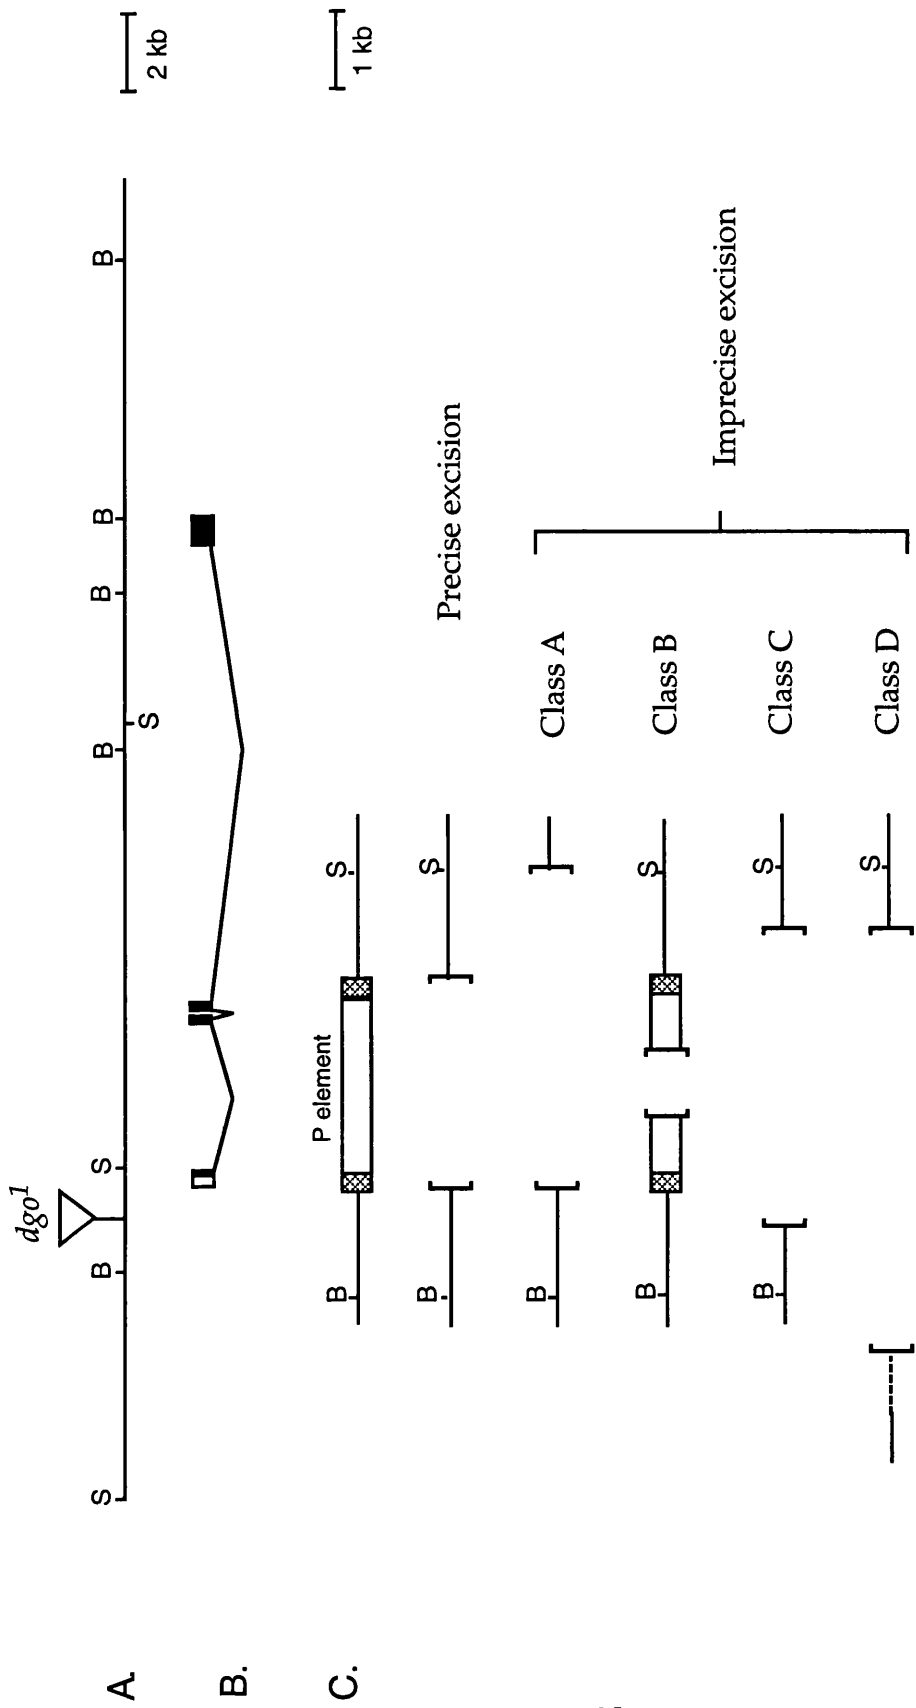 dgo1
A. S B S B B B B 2 kb
S
B.
P element
C. B S 1 kb
B S Precise excision
B Class A
B S Class B
Imprecise excision
B S Class C
S Class D